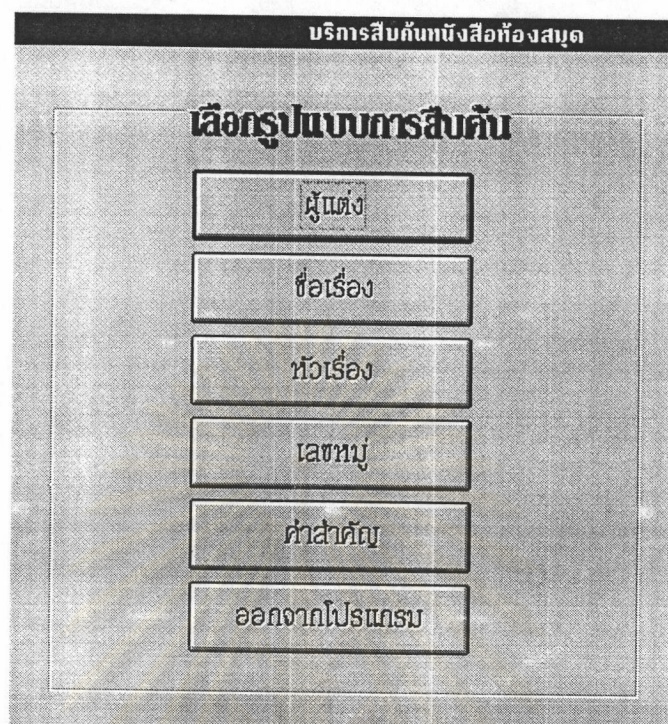 บริการสืบค้นหนังสือห้องสมุด
เลือกรูปแบบการสืบค้น
ผู้แต่ง
ชื่อเรื่อง
หัวเรื่อง
เลขหมู่
คำสำคัญ
ออกจากโปรแกรม